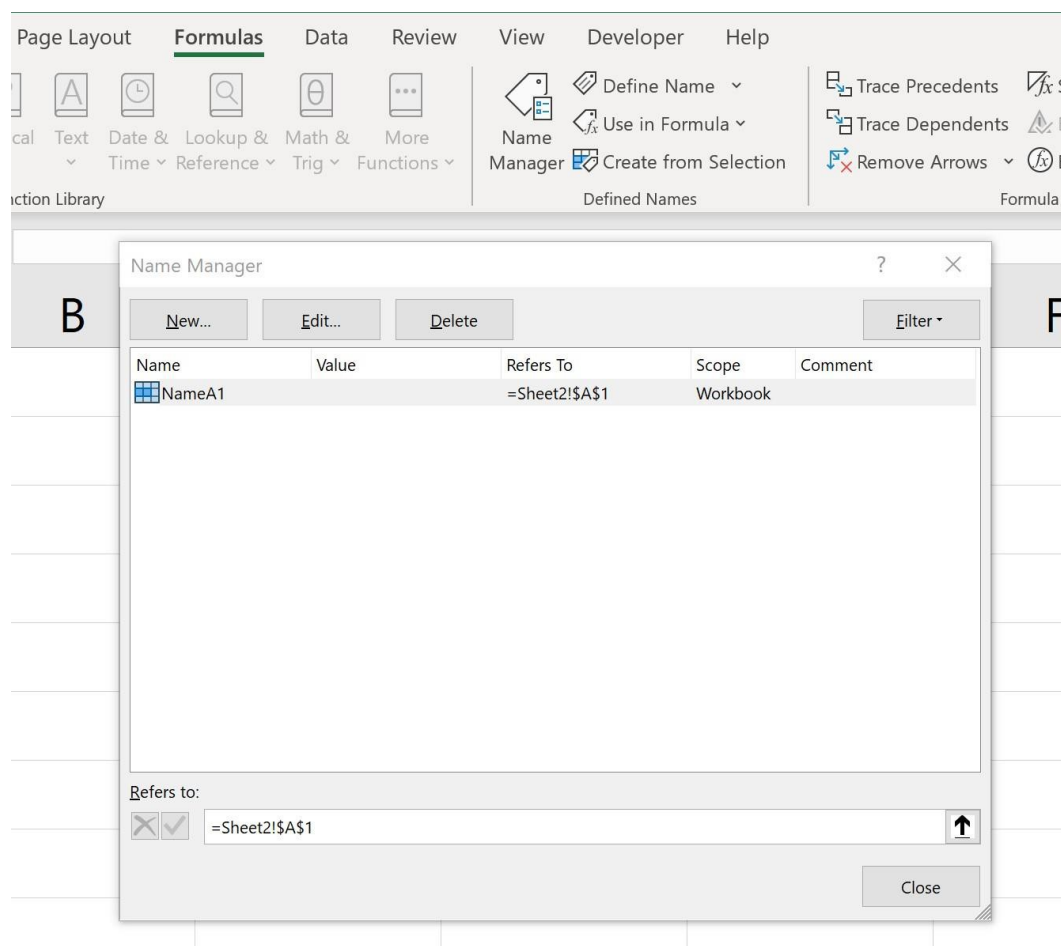 Page Layout Formulas Data Review View Developer Help
Text Date & Time Lookup & Reference Math & Trig More Functions
Name Manager
Define Name
Use in Formula
Create from Selection
Trace Precedents
Trace Dependents
Remove Arrows
Defined Names
Formula
Library
Name Manager ?
B
New... Edit... Delete Filter
Name Value Refers To Scope Comment
NameA1 =Sheet2!$A$1 Workbook
Refers to:
=Sheet2!$A$1
Close